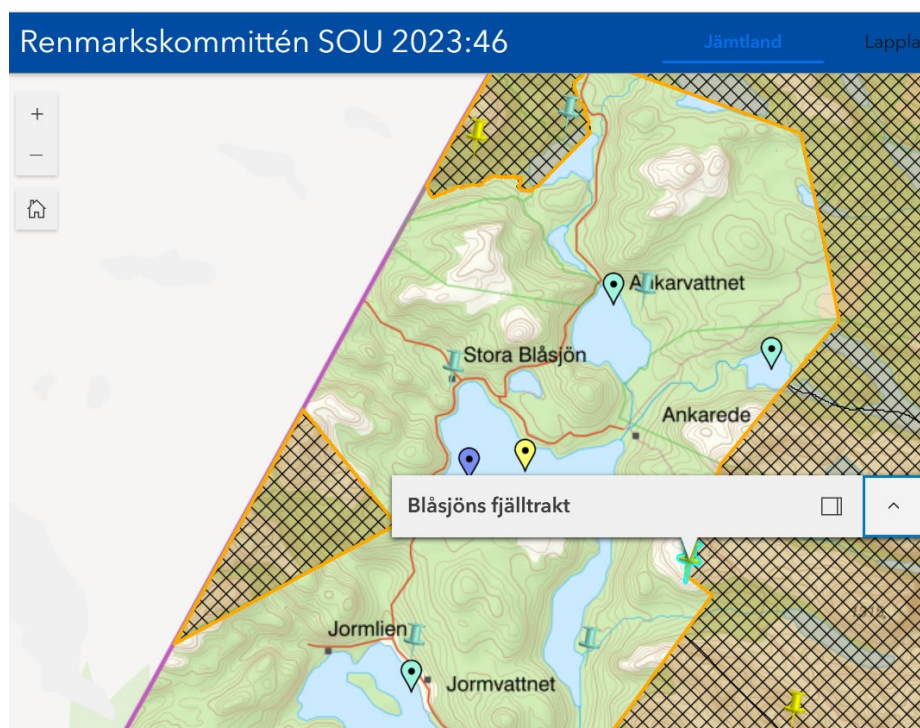 Renmarkskommittén SOU 2023:46
Jämtland
Lappla
+
−
Ankarvattnet
Stora Blåsjön
Ankarede
Blåsjöns fjälltrakt
Jormlien
Jormvattnet